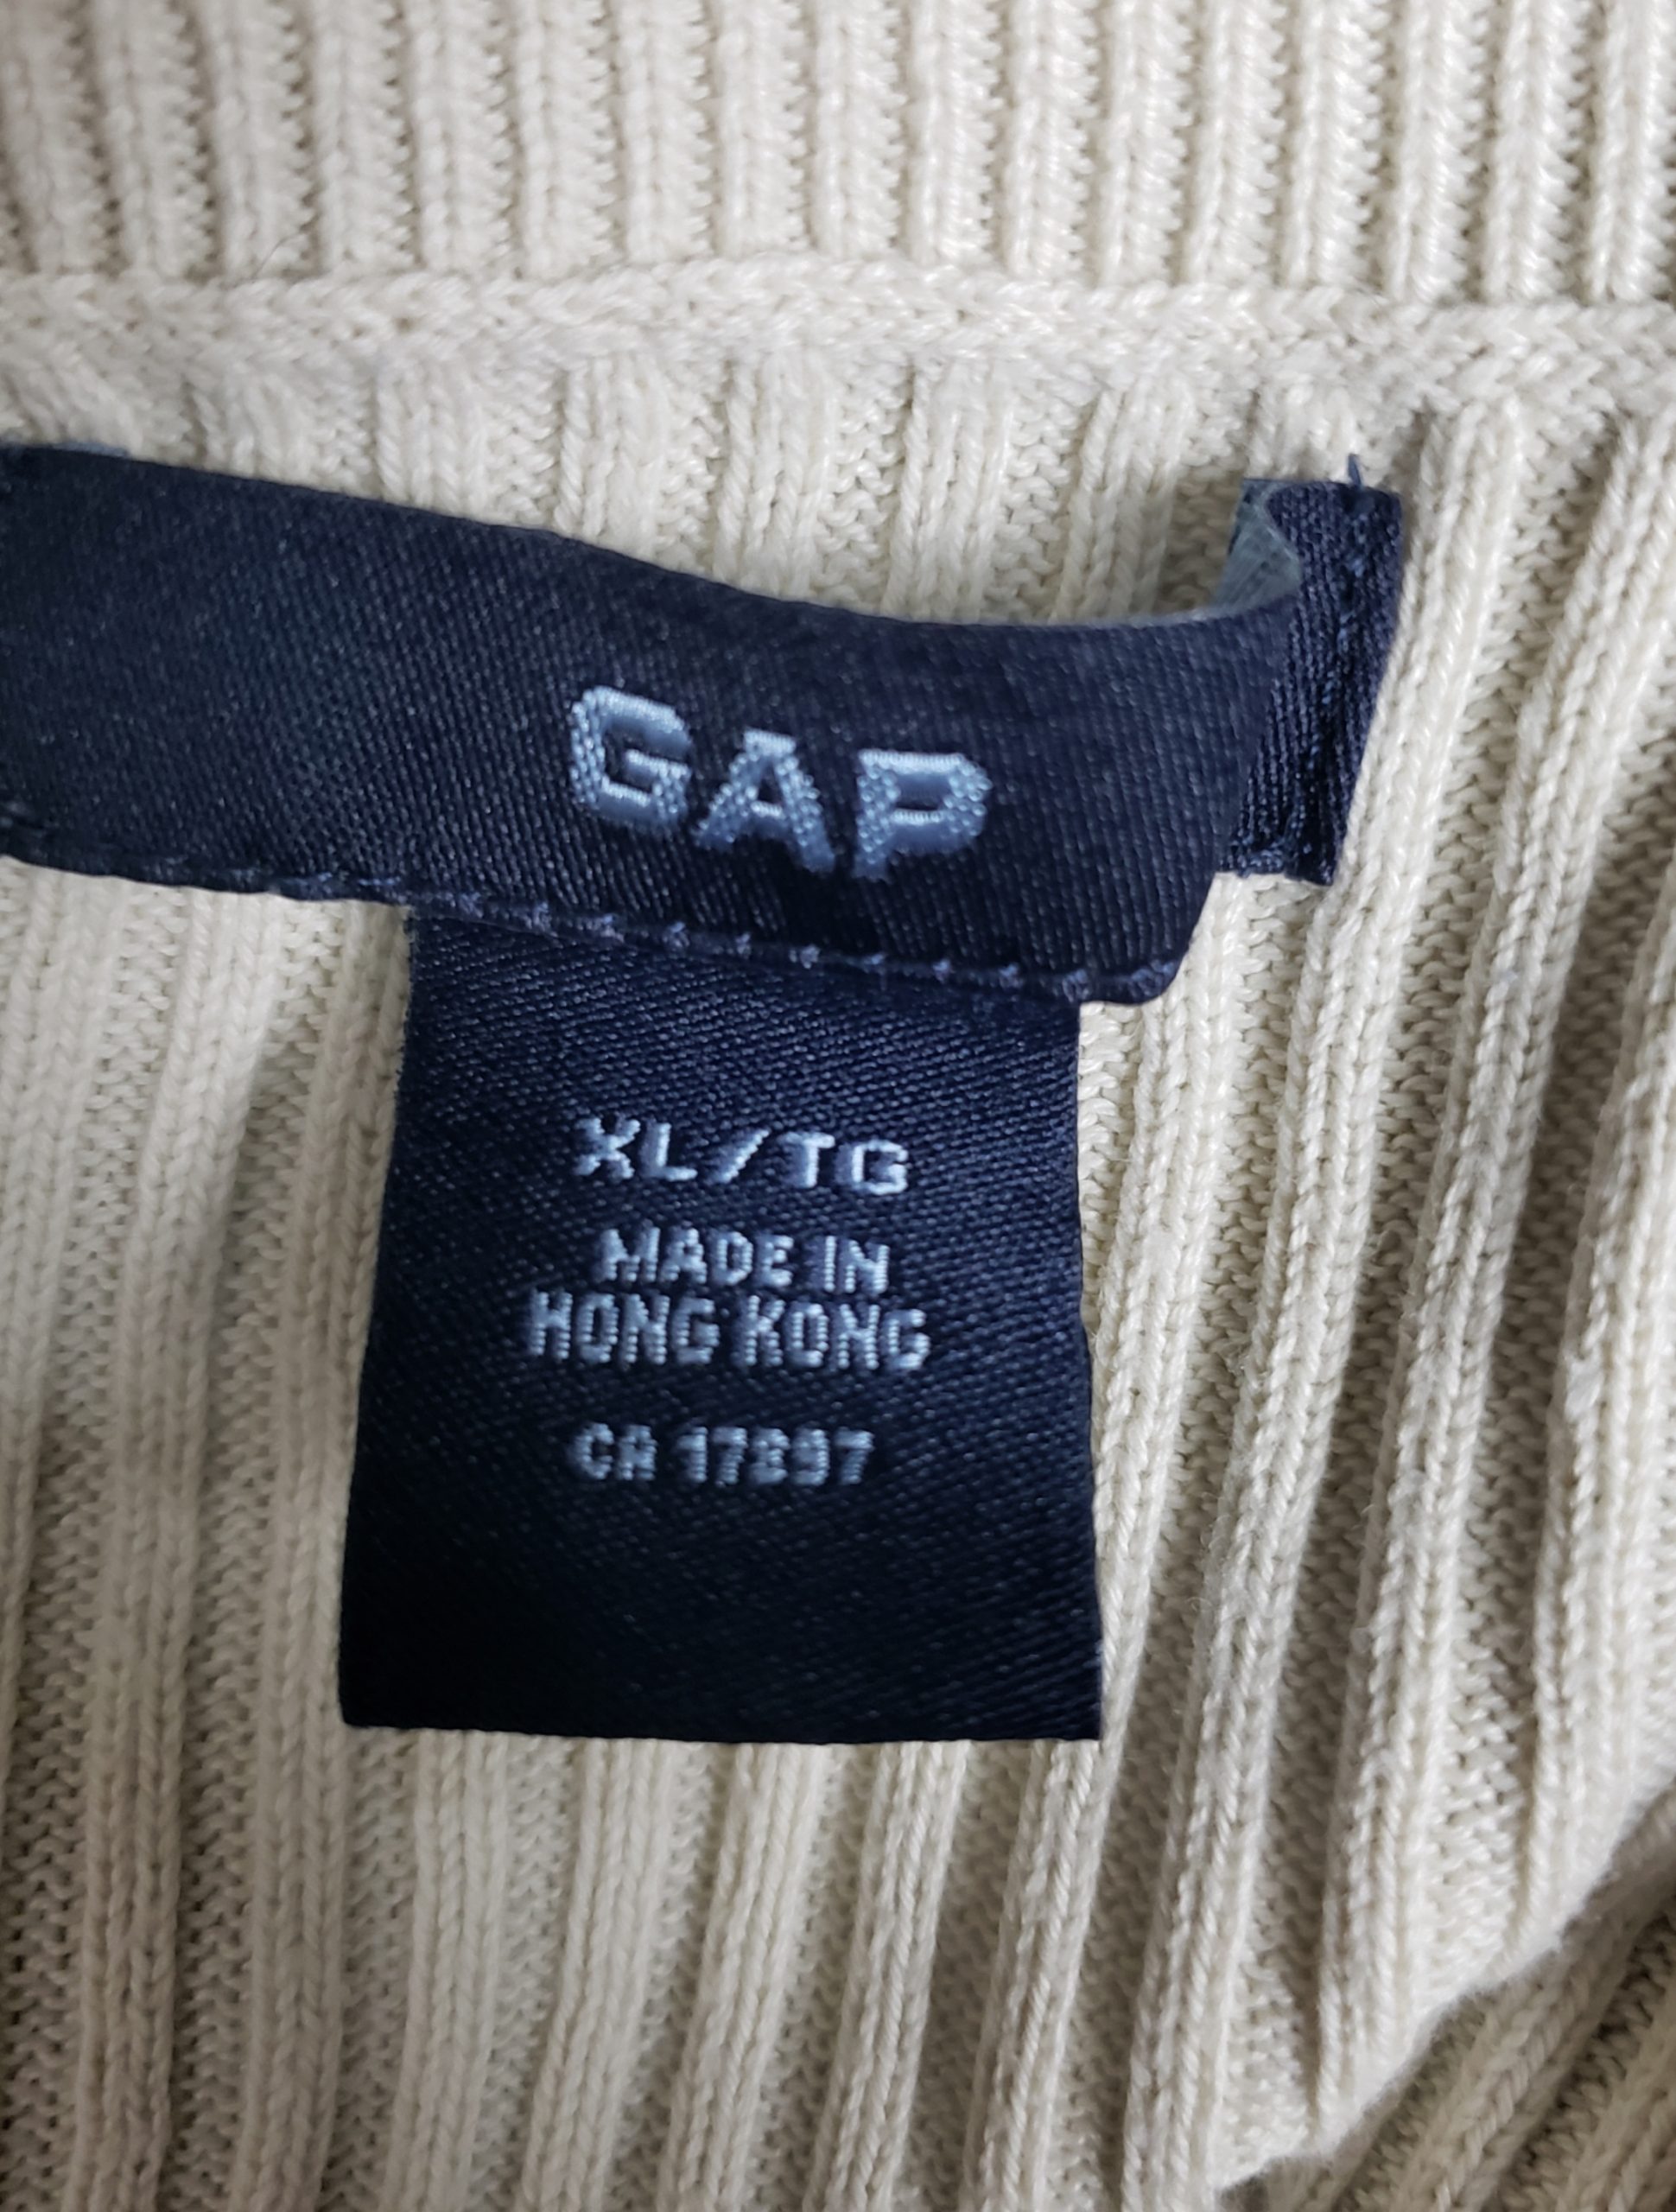 GAP
XL/TG
MADE IN
HONG KONG
CA 17897